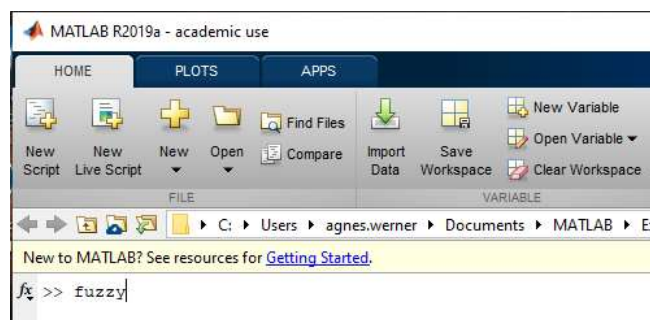 MATLAB R2019a - academic use
HOME PLOTS APPS
New Script
New Live Script
New
Open
Find Files
Compare
Import Data
Save Workspace
New Variable
Open Variable
Clear Workspace
FILE VARIABLE
C: Users agnes.werner Documents MATLAB
New to MATLAB? See resources for Getting Started.
fx >> fuzzy